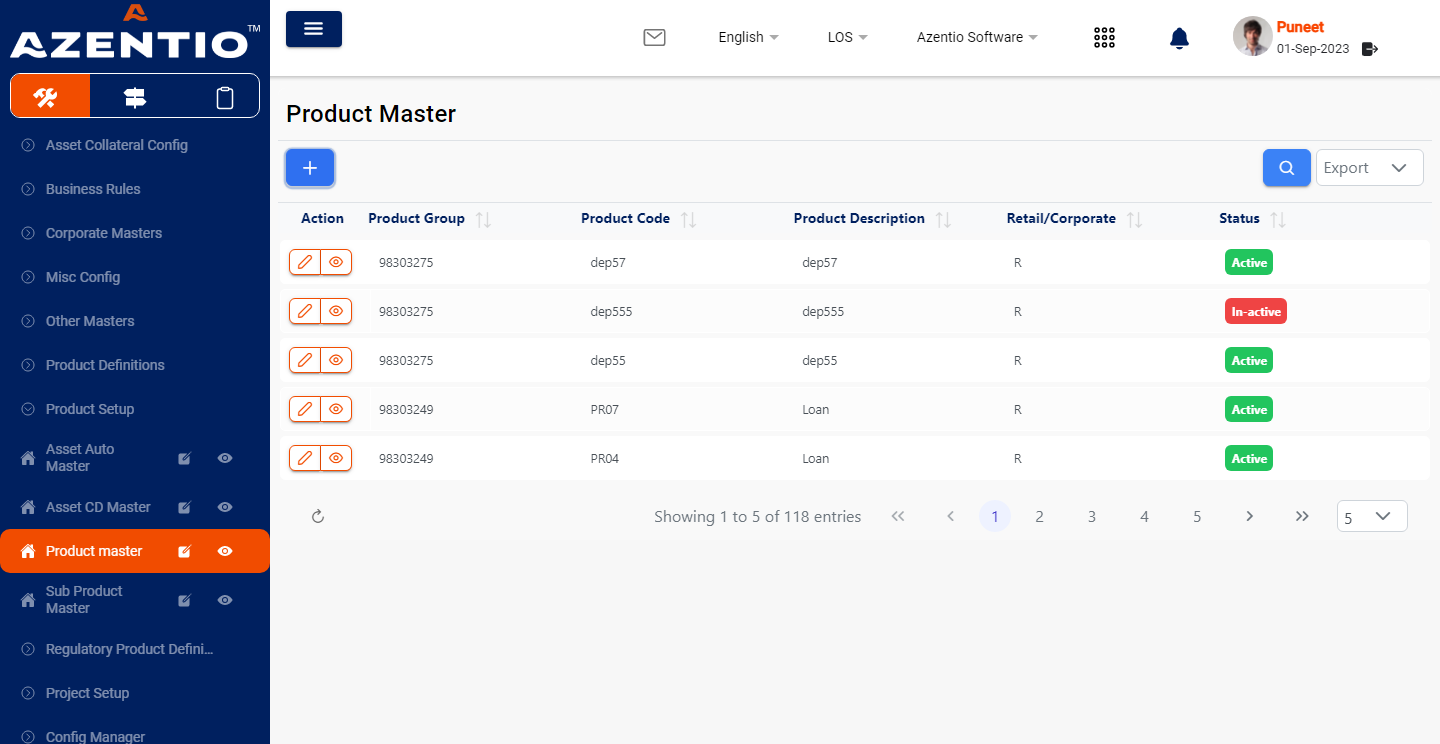 AZENTIO™
English
LOS
Azentio Software
Puneet
01-Sep-2023
Asset Collateral Config
Business Rules
Corporate Masters
Misc Config
Other Masters
Product Definitions
Product Setup
Asset Auto
Master
Asset CD Master
Product master
Sub Product
Master
Regulatory Product Defini...
Project Setup
Config Manager
Product Master
Export
Action Product Group Product Code Product Description Retail/Corporate Status
98303275 dep57 dep57 R Active
98303275 dep555 dep555 R In-active
98303275 dep55 dep55 R Active
98303249 PR07 Loan R Active
98303249 PR04 Loan R Active
Showing 1 to 5 of 118 entries 1 2 3 4 5 5